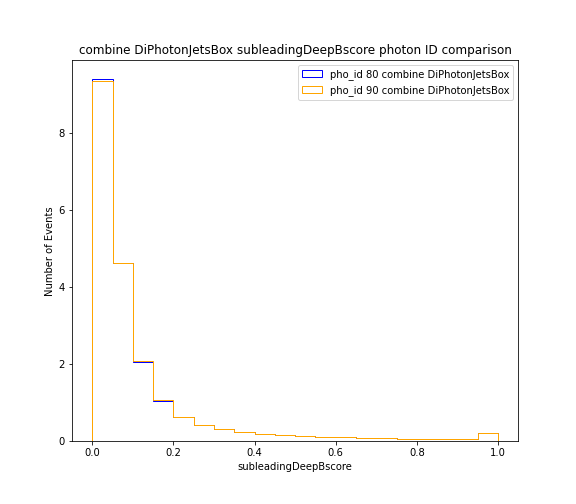 combine DiPhotonJetsBox subleadingDeepBscore photon ID comparison
pho_id 80 combine DiPhotonJetsBox
pho_id 90 combine DiPhotonJetsBox
Number of Events
8
6
4
2
0
0.0 0.2 0.4 0.6 0.8 1.0
subleadingDeepBscore